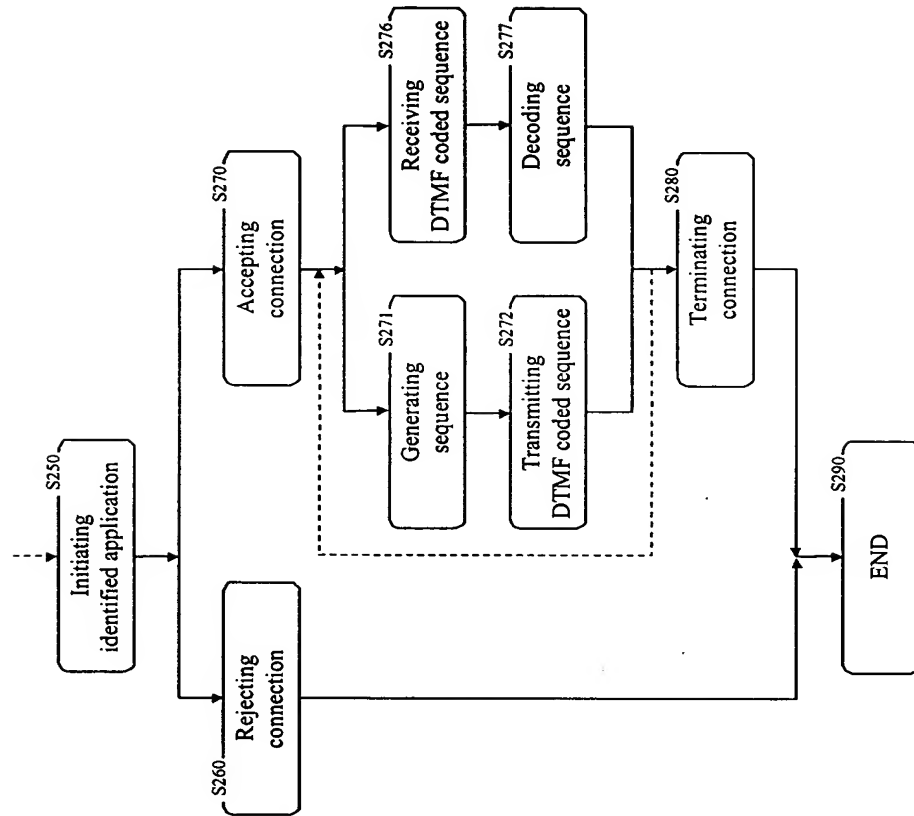 S250
Initiating
identified application
S260
Rejecting
connection
S270
Accepting
connection
S271
Generating
sequence
S276
Receiving
DTMF coded sequence
S272
Transmitting
DTMF coded sequence
S277
Decoding
sequence
S280
Terminating
connection
S290
END